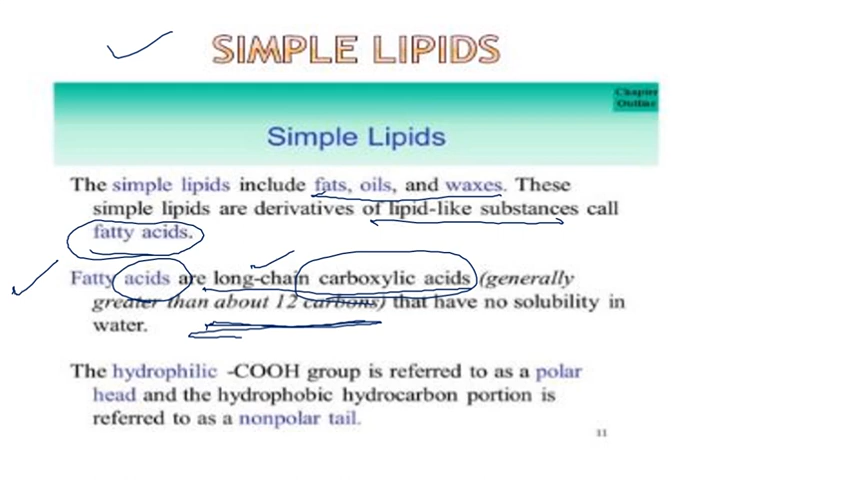 SIMPLE LIPIDS
Chapter
Outline
Simple Lipids
The simple lipids include fats, oils, and waxes. These
simple lipids are derivatives of lipid-like substances call
fatty acids.
Fatty acids are long-chain carboxylic acids (generally
greater than about 12 carbons) that have no solubility in
water.
The hydrophilic -COOH group is referred to as a polar
head and the hydrophobic hydrocarbon portion is
referred to as a nonpolar tail.
11